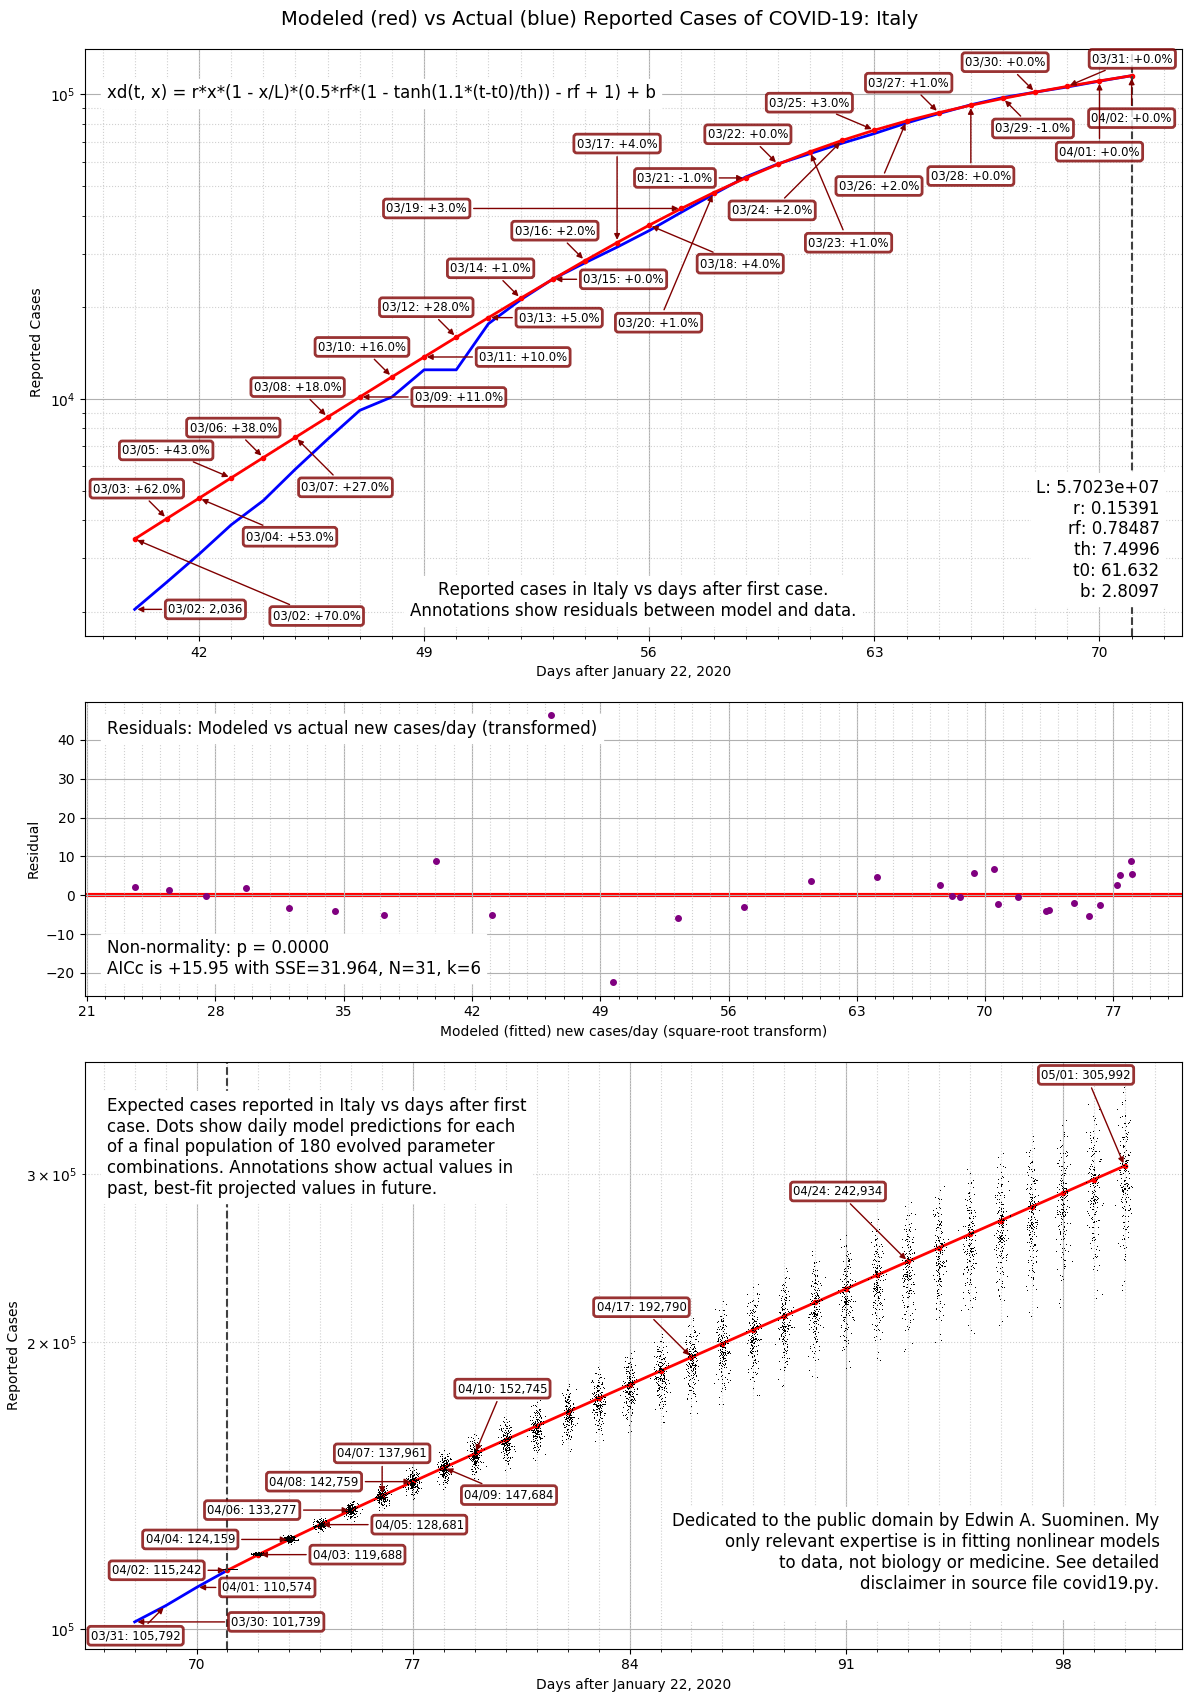 Modeled (red) vs Actual (blue) Reported Cases of COVID-19: Italy
xd(t, x) = r*x*(1 - x/L)*(0.5*rf*(1 - tanh(1.1*(t-t0)/th)) - rf + 1) + b
03/30: +0.0%
03/31: +0.0%
03/27: +1.0%
03/25: +3.0%
04/02: +0.0%
03/29: -1.0%
03/22: +0.0%
03/17: +4.0%
04/01: +0.0%
03/21: -1.0%
03/28: +0.0%
03/26: +2.0%
03/19: +3.0%
03/24: +2.0%
03/16: +2.0%
03/23: +1.0%
03/14: +1.0%
03/18: +4.0%
03/15: +0.0%
03/12: +28.0%
03/13: +5.0%
03/20: +1.0%
03/10: +16.0%
03/11: +10.0%
03/08: +18.0%
03/09: +11.0%
03/06: +38.0%
03/05: +43.0%
03/03: +62.0%
03/07: +27.0%
03/04: +53.0%
03/02: 2,036
03/02: +70.0%
L: 5.7023e+07
r: 0.15391
rf: 0.78487
th: 7.4996
t0: 61.632
b: 2.8097
Reported cases in Italy vs days after first case.
Annotations show residuals between model and data.
10⁵
10⁴
Reported Cases
42 49 56 63 70
Days after January 22, 2020
Residuals: Modeled vs actual new cases/day (transformed)
40
30
20
10
0
−10
−20
Residual
Non-normality: p = 0.0000
AICc is +15.95 with SSE=31.964, N=31, k=6
21 28 35 42 49 56 63 70 77
Modeled (fitted) new cases/day (square-root transform)
Expected cases reported in Italy vs days after first
case. Dots show daily model predictions for each
of a final population of 180 evolved parameter
combinations. Annotations show actual values in
past, best-fit projected values in future.
05/01: 305,992
04/24: 242,934
04/17: 192,790
04/10: 152,745
04/07: 137,961
04/08: 142,759
04/09: 147,684
04/06: 133,277
04/05: 128,681
04/04: 124,159
04/03: 119,688
04/02: 115,242
04/01: 110,574
03/30: 101,739
03/31: 105,792
3 × 10⁵
2 × 10⁵
10⁵
Reported Cases
Dedicated to the public domain by Edwin A. Suominen. My
only relevant expertise is in fitting nonlinear models
to data, not biology or medicine. See detailed
disclaimer in source file covid19.py.
70 77 84 91 98
Days after January 22, 2020